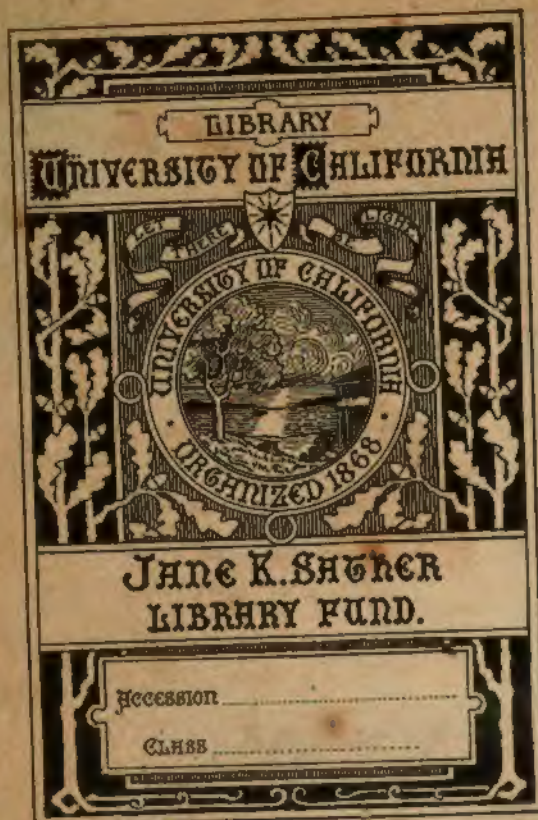 LIBRARY
UNIVERSITY OF CALIFORNIA
LET THERE BE LIGHT
UNIVERSITY OF CALIFORNIA
· ORGANIZED 1868 ·
JANE K. SATHER
LIBRARY FUND.
ACCESSION
CLASS